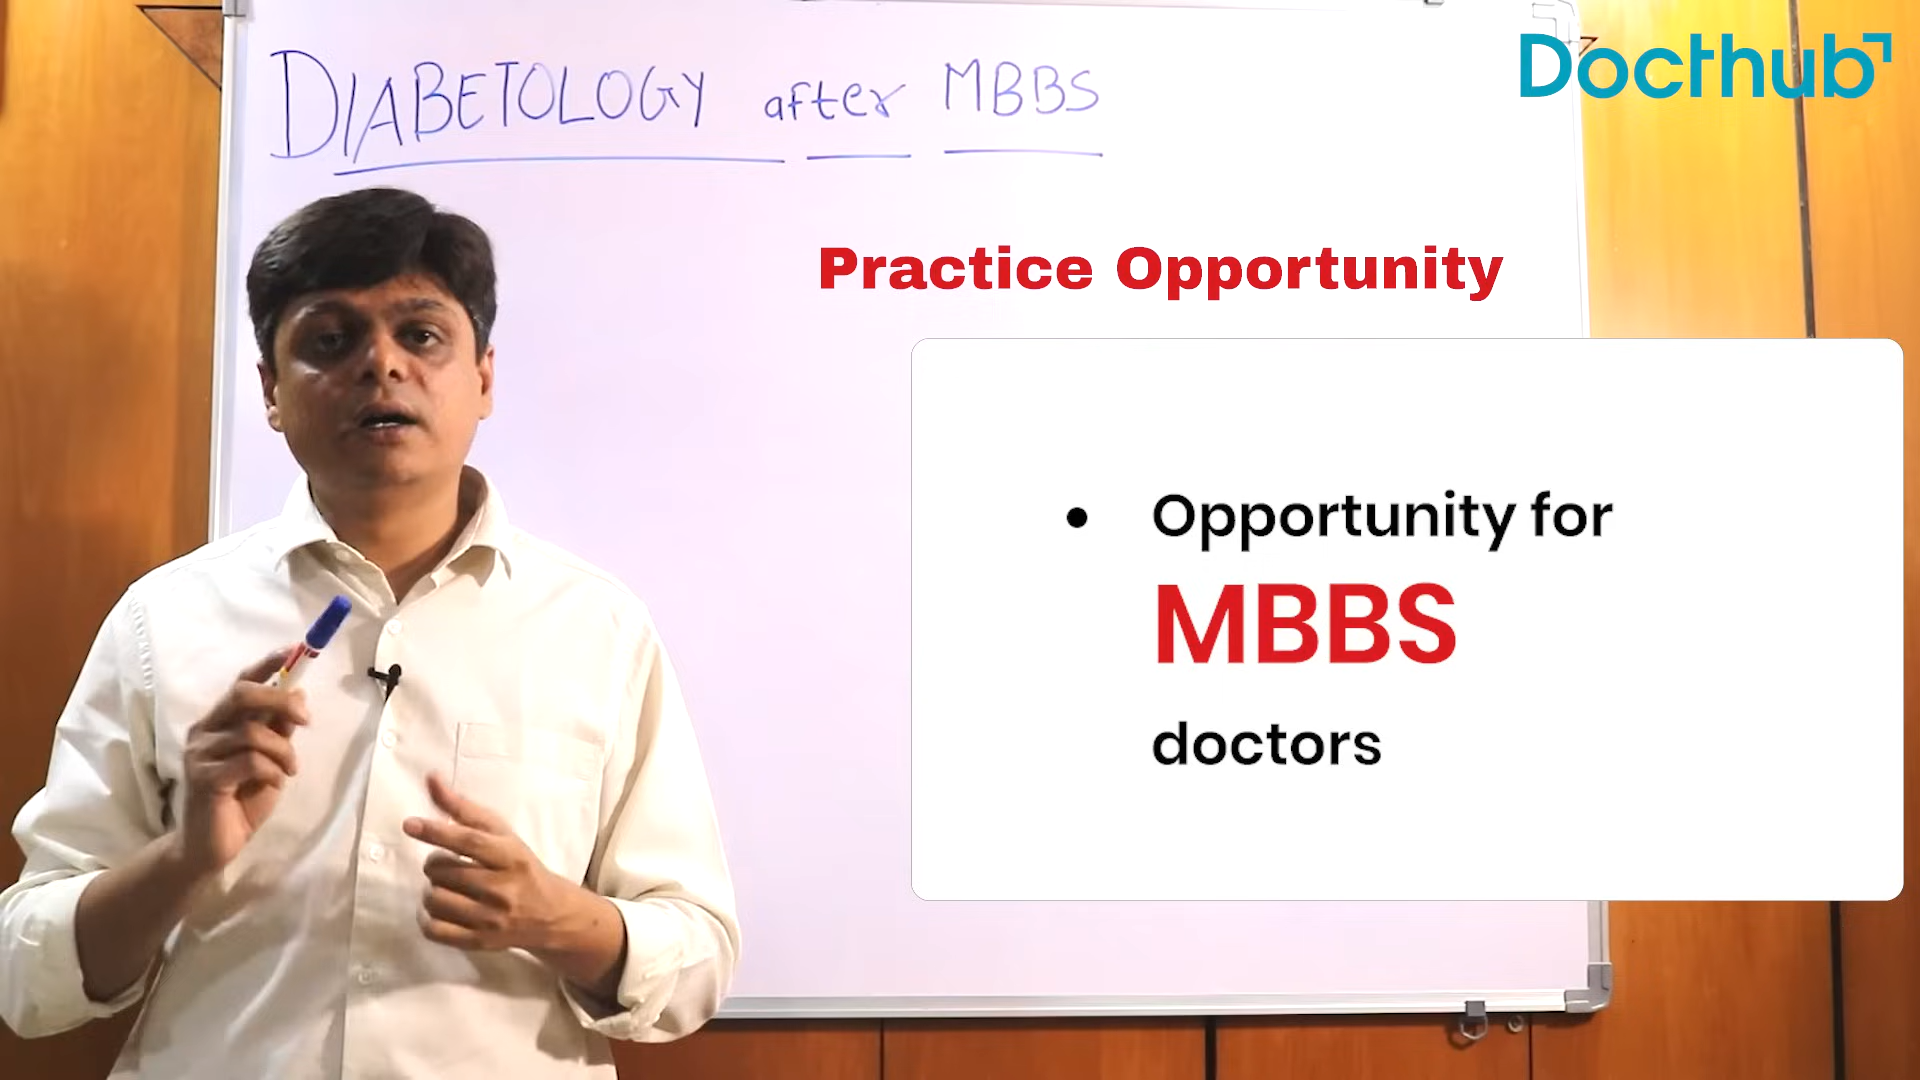 DIABETOLOGY after MBBS
Docthub
Practice Opportunity
• Opportunity for
MBBS
doctors